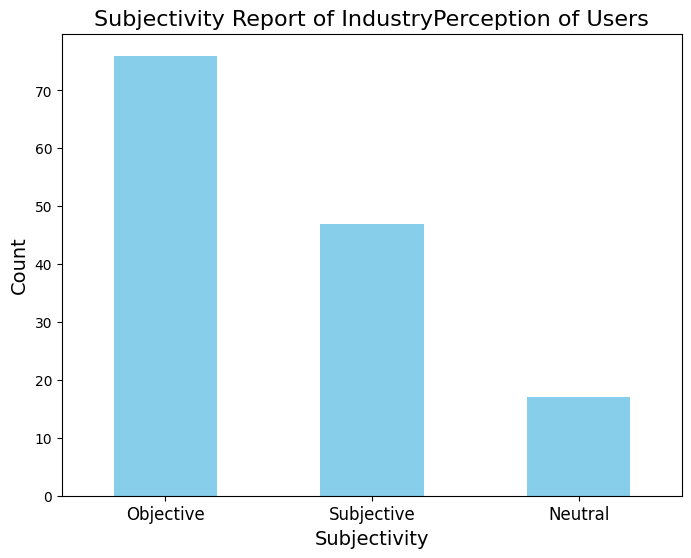 Subjectivity Report of IndustryPerception of Users
Count
70
60
50
40
30
20
10
0
Objective
Subjective
Neutral
Subjectivity